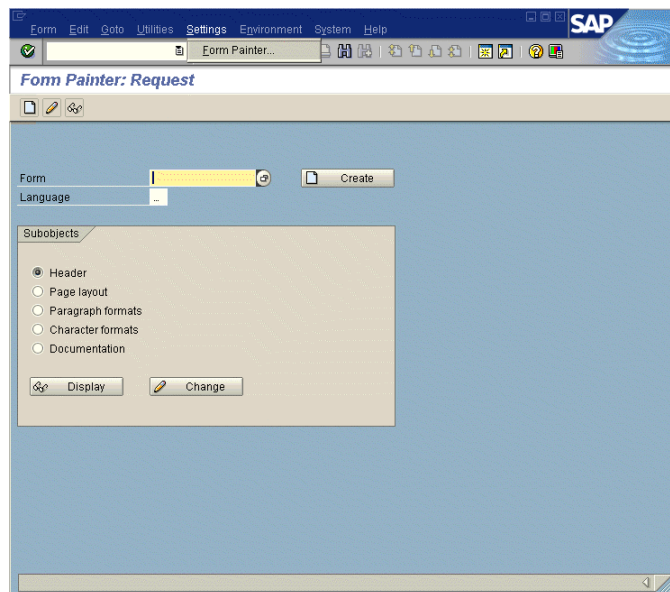 Form Edit Goto Utilities Settings Environment System Help
SAP
Form Painter...
Form Painter: Request
Form
Create
Language
...
Subobjects
Header
Page layout
Paragraph formats
Character formats
Documentation
Display Change